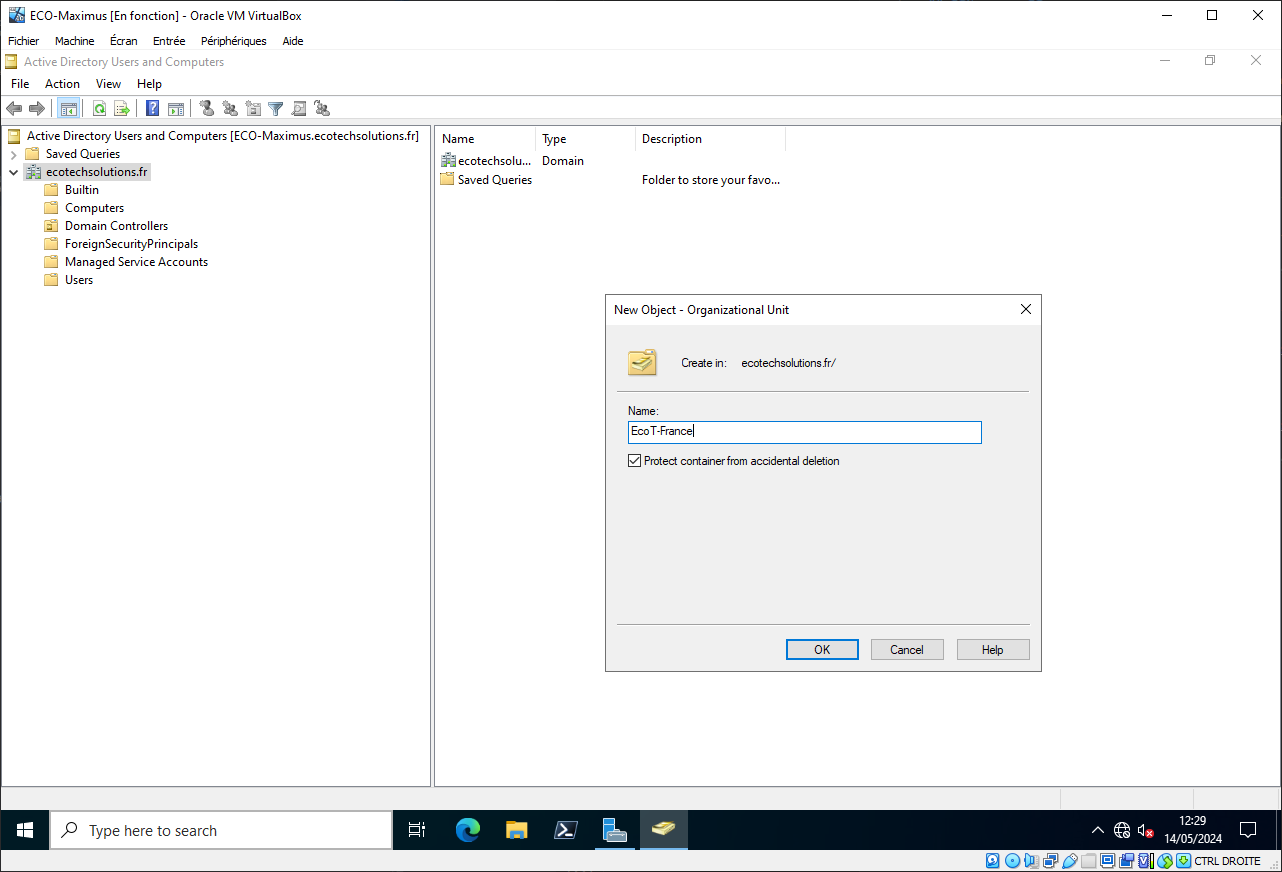 ECO-Maximus [En fonction] - Oracle VM VirtualBox
Fichier Machine Écran Entrée Périphériques Aide
Active Directory Users and Computers
File Action View Help
Active Directory Users and Computers [ECO-Maximus.ecotechsolutions.fr]
Saved Queries
ecotechsolutions.fr
Builtin
Computers
Domain Controllers
ForeignSecurityPrincipals
Managed Service Accounts
Users
Name Type Description
ecotechsolu... Domain
Saved Queries Folder to store your favo...
New Object - Organizational Unit
Create in: ecotechsolutions.fr/
Name:
EcoT-France
Protect container from accidental deletion
OK Cancel Help
Type here to search
12:29
14/05/2024
CTRL DROITE